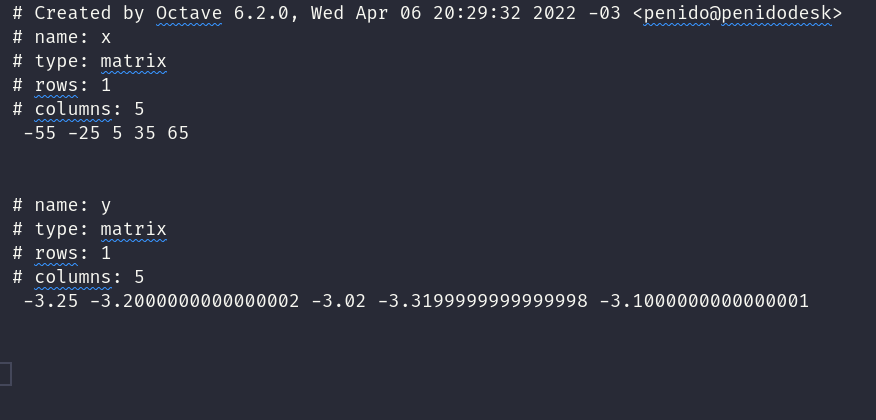 # Created by Octave 6.2.0, Wed Apr 06 20:29:32 2022 -03 <penido@penidodesk>
# name: x
# type: matrix
# rows: 1
# columns: 5
-55 -25 5 35 65
# name: y
# type: matrix
# rows: 1
# columns: 5
-3.25 -3.2000000000000002 -3.02 -3.3199999999999998 -3.1000000000000001